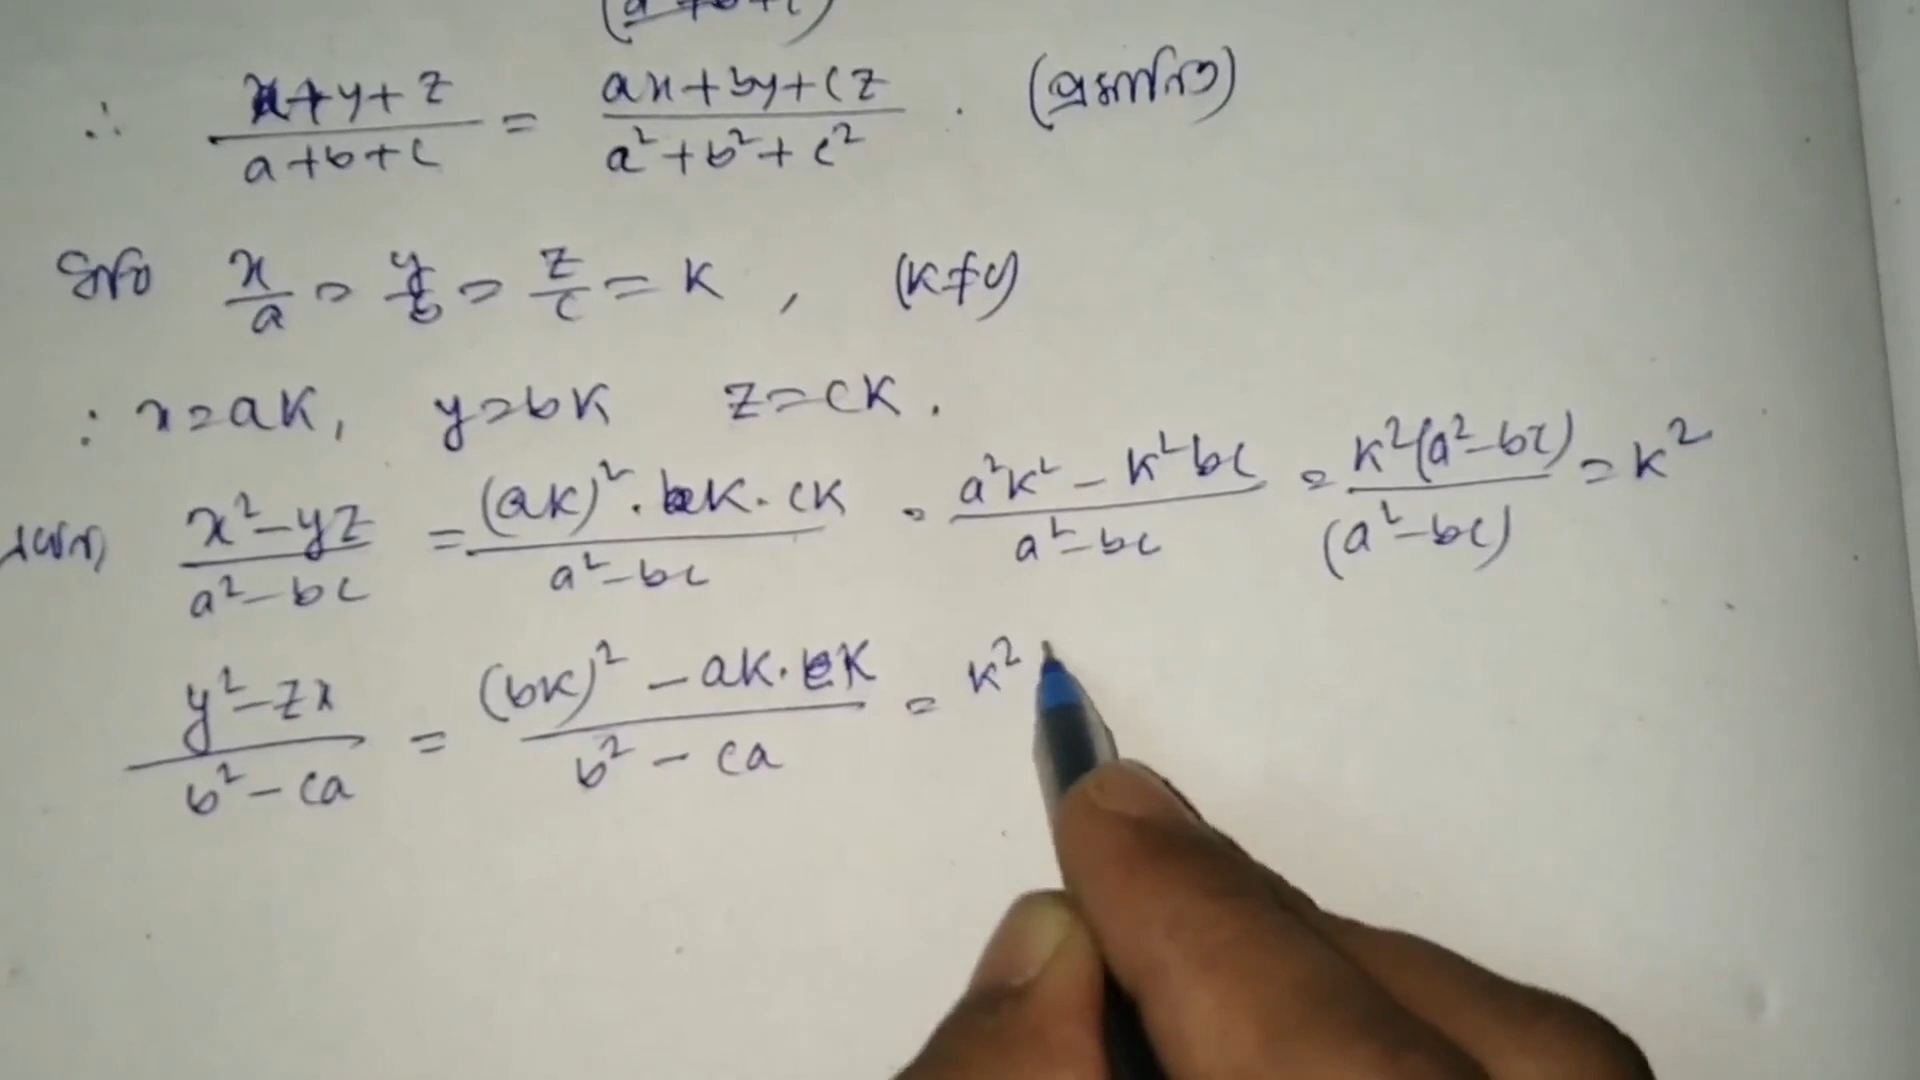 (a+b+c)
∴ (x+y+z)/(a+b+c) = (ax+by+cz)/(a²+b²+c²) . (প্রমাণিত)
ধরি x/a = y/b = z/c = K , (K≠0)
∴ x=aK, y=bK z=cK.
এখন (x²-yz)/(a²-bc) = ((aK)²·bK·cK)/(a²-bc) = (a²K²-K²bc)/(a²-bc) = K²(a²-bc)/(a²-bc) = K²
(y²-zx)/(b²-ca) = ((bK)²-aK·cK)/(b²-ca) = K²